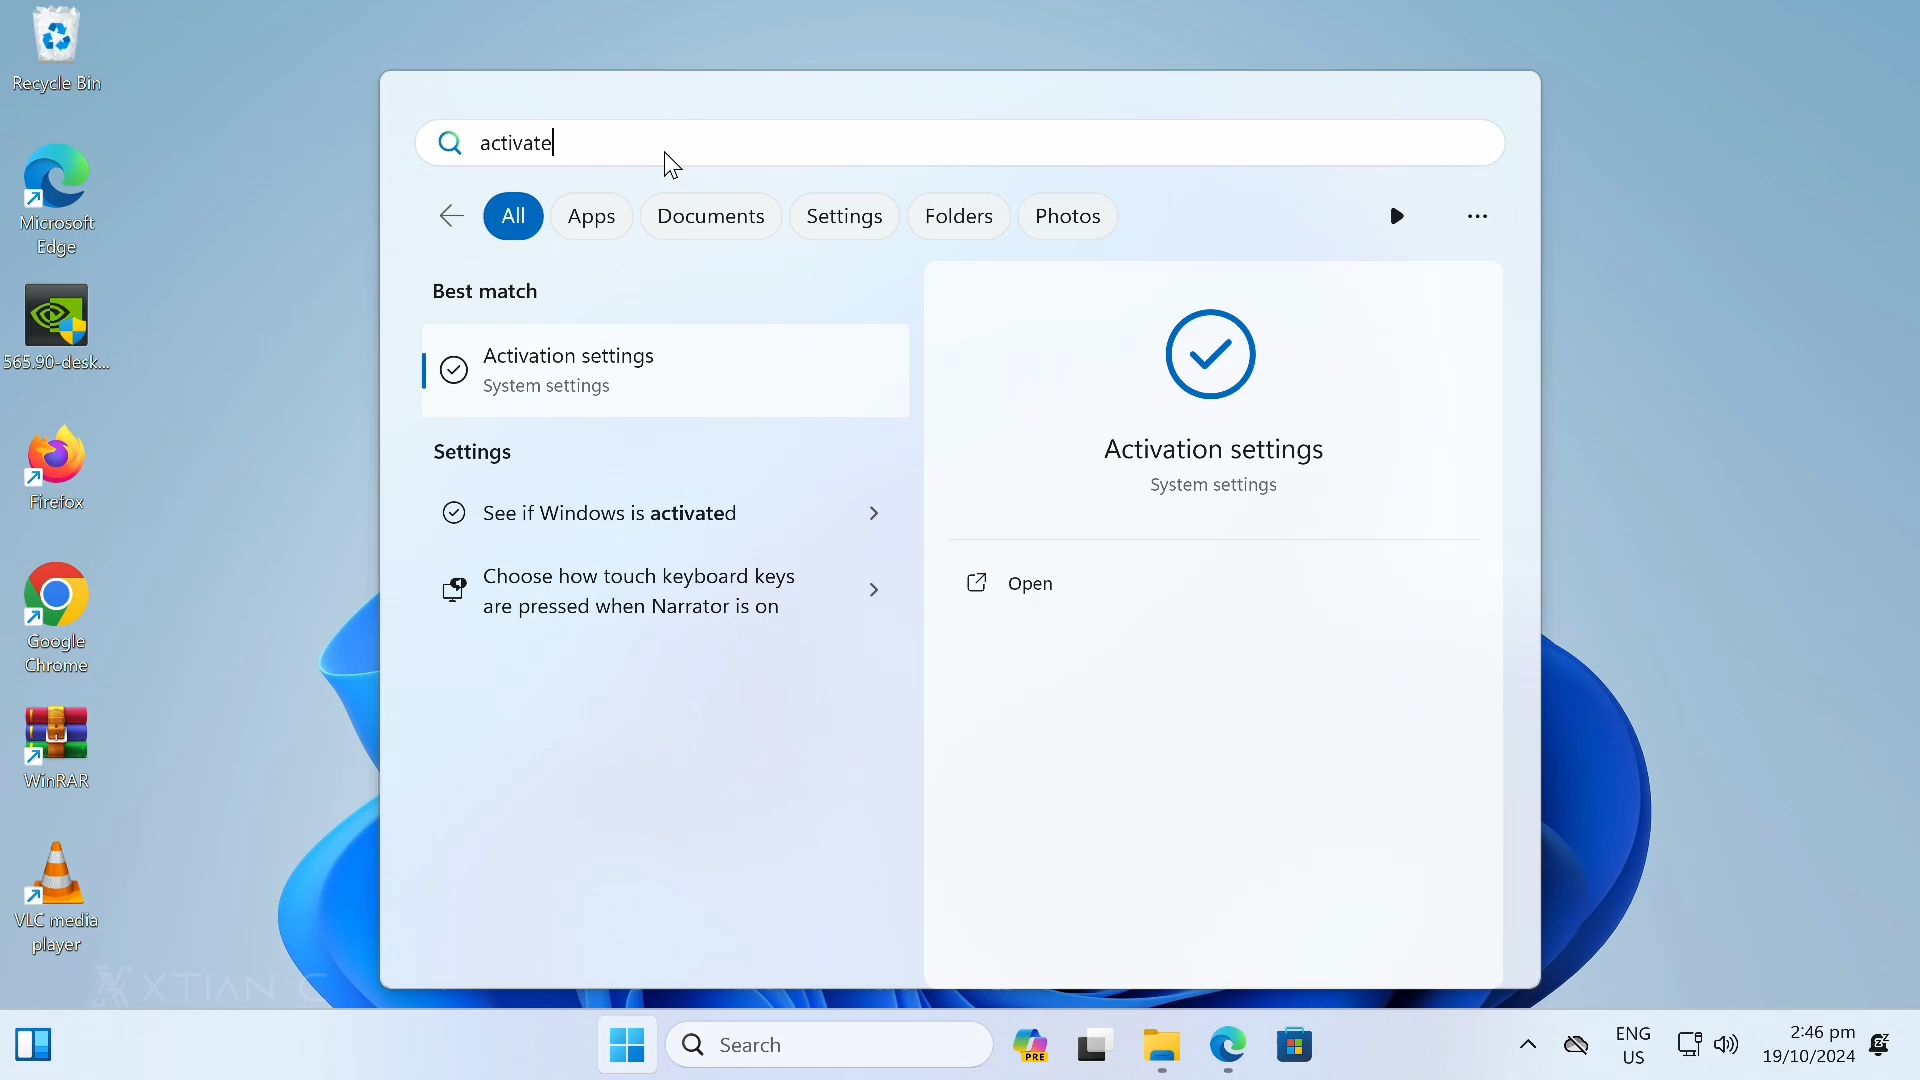 Recycle Bin
Microsoft
Edge
565.90-desk...
Firefox
Google
Chrome
WinRAR
VLC media
player
XTIAN C
activate
All
Apps
Documents
Settings
Folders
Photos
Best match
Activation settings
System settings
Settings
See if Windows is activated
Choose how touch keyboard keys
are pressed when Narrator is on
Activation settings
System settings
Open
Search
PRE
ENG
US
2:46 pm
19/10/2024